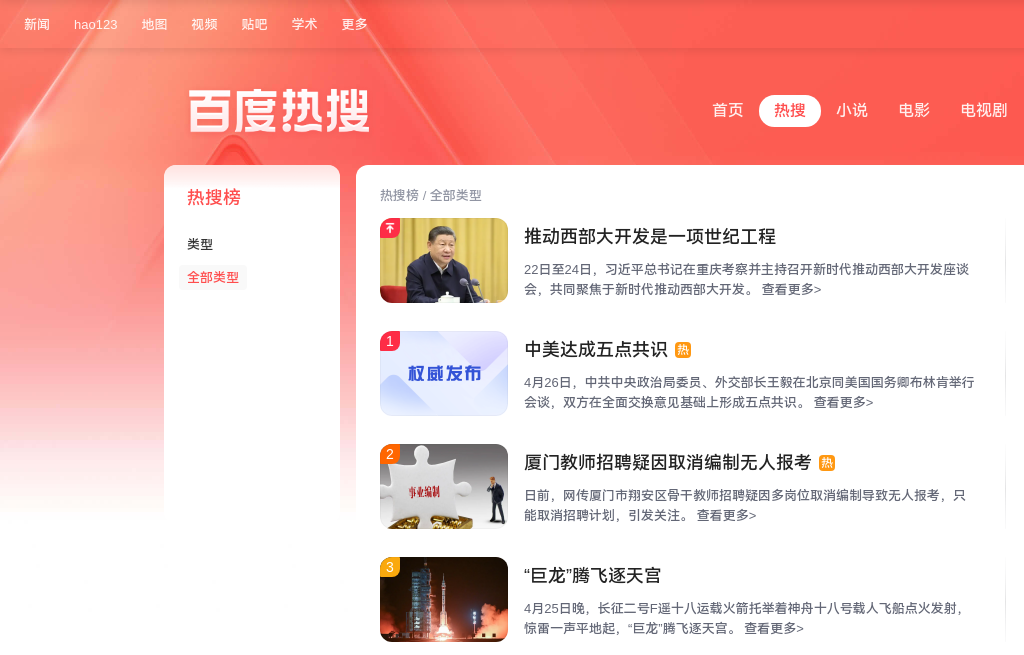 新闻 hao123 地图 视频 贴吧 学术 更多
百度热搜
首页 热搜 小说 电影 电视剧
热搜榜
类型
全部类型
热搜榜 / 全部类型
推动西部大开发是一项世纪工程
22日至24日，习近平总书记在重庆考察并主持召开新时代推动西部大开发座谈
会，共同聚焦于新时代推动西部大开发。 查看更多>
1
权威发布
中美达成五点共识 热
4月26日，中共中央政治局委员、外交部长王毅在北京同美国国务卿布林肯举行
会谈，双方在全面交换意见基础上形成五点共识。 查看更多>
2
事业编制
厦门教师招聘疑因取消编制无人报考 热
日前，网传厦门市翔安区骨干教师招聘疑因多岗位取消编制导致无人报考，只
能取消招聘计划，引发关注。 查看更多>
3
“巨龙”腾飞逐天宫
4月25日晚，长征二号F遥十八运载火箭托举着神舟十八号载人飞船点火发射，
惊雷一声平地起，“巨龙”腾飞逐天宫。 查看更多>